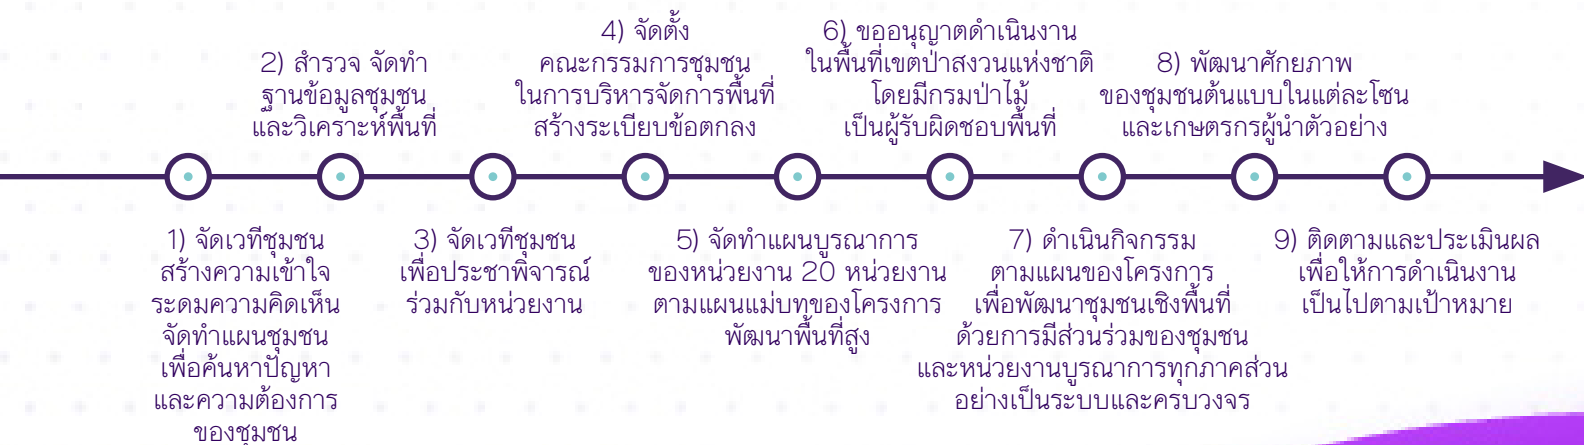 1) จัดเวทีชุมชน
สร้างความเข้าใจ
ระดมความคิดเห็น
จัดทำแผนชุมชน
เพื่อค้นหาปัญหา
และความต้องการ
ของชุมชน
2) สำรวจ จัดทำ
ฐานข้อมูลชุมชน
และวิเคราะห์พื้นที่
3) จัดเวทีชุมชน
เพื่อประชาพิจารณ์
ร่วมกับหน่วยงาน
4) จัดตั้ง
คณะกรรมการชุมชน
ในการบริหารจัดการพื้นที่
สร้างระเบียบข้อตกลง
5) จัดทำแผนบูรณาการ
ของหน่วยงาน 20 หน่วยงาน
ตามแผนแม่บทของโครงการ
พัฒนาพื้นที่สูง
6) ขออนุญาตดำเนินงาน
ในพื้นที่เขตป่าสงวนแห่งชาติ
โดยมีกรมป่าไม้
เป็นผู้รับผิดชอบพื้นที่
7) ดำเนินกิจกรรม
ตามแผนของโครงการ
เพื่อพัฒนาชุมชนเชิงพื้นที่
ด้วยการมีส่วนร่วมของชุมชน
และหน่วยงานบูรณาการทุกภาคส่วน
อย่างเป็นระบบและครบวงจร
8) พัฒนาศักยภาพ
ของชุมชนต้นแบบในแต่ละโซน
และเกษตรกรผู้นำตัวอย่าง
9) ติดตามและประเมินผล
เพื่อให้การดำเนินงาน
เป็นไปตามเป้าหมาย